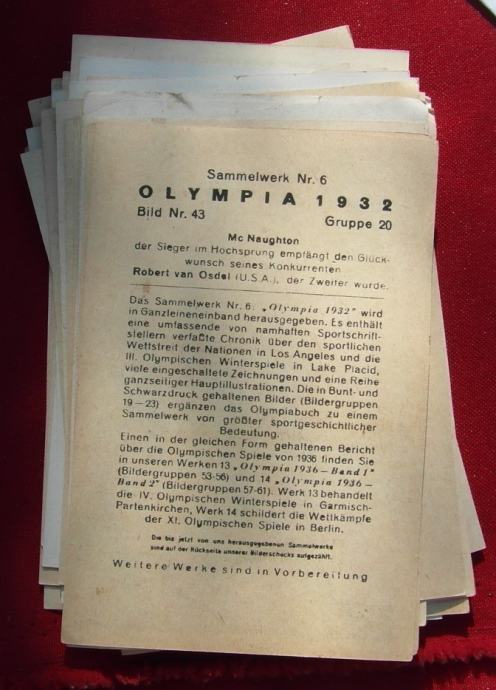 Sammelwerk Nr. 6
OLYMPIA 1932
Bild Nr. 43 Gruppe 20
Mc Naughton
der Sieger im Hochsprung empfängt den Glück-
wunsch seines Konkurrenten
Robert van Osdel (U.S.A.), der Zweiter wurde.
Das Sammelwerk Nr. 6: „Olympia 1932" wird
in Ganzleineneinband herausgegeben. Es enthält
eine umfassende von namhaften Sportschrift-
stellern verfaßte Chronik über den sportlichen
Wettstreit der Nationen in Los Angeles und die
III. Olympischen Winterspiele in Lake Placid,
viele eingeschaltete Zeichnungen und eine Reihe
ganzseitiger Hauptillustrationen. Die in Bunt- und
Schwarzdruck gehaltenen Bilder (Bildergruppen
19–23) ergänzen das Olympiabuch zu einem
Sammelwerk von größter sportgeschichtlicher
Bedeutung.
Einen in der gleichen Form gehaltenen Bericht
über die Olympischen Spiele von 1936 finden Sie
in unseren Werken 13 „Olympia 1936 – Band 1"
(Bildergruppen 53-56) und 14 „Olympia 1936 –
Band 2" (Bildergruppen 57-61). Werk 13 behandelt
die IV. Olympischen Winterspiele in Garmisch-
Partenkirchen, Werk 14 schildert die Wettkämpfe
der XI. Olympischen Spiele in Berlin.
Die bis jetzt von uns herausgegebenen Sammelwerke
sind auf der Rückseite unserer Bilderschecks aufgezählt.
Weitere Werke sind in Vorbereitung